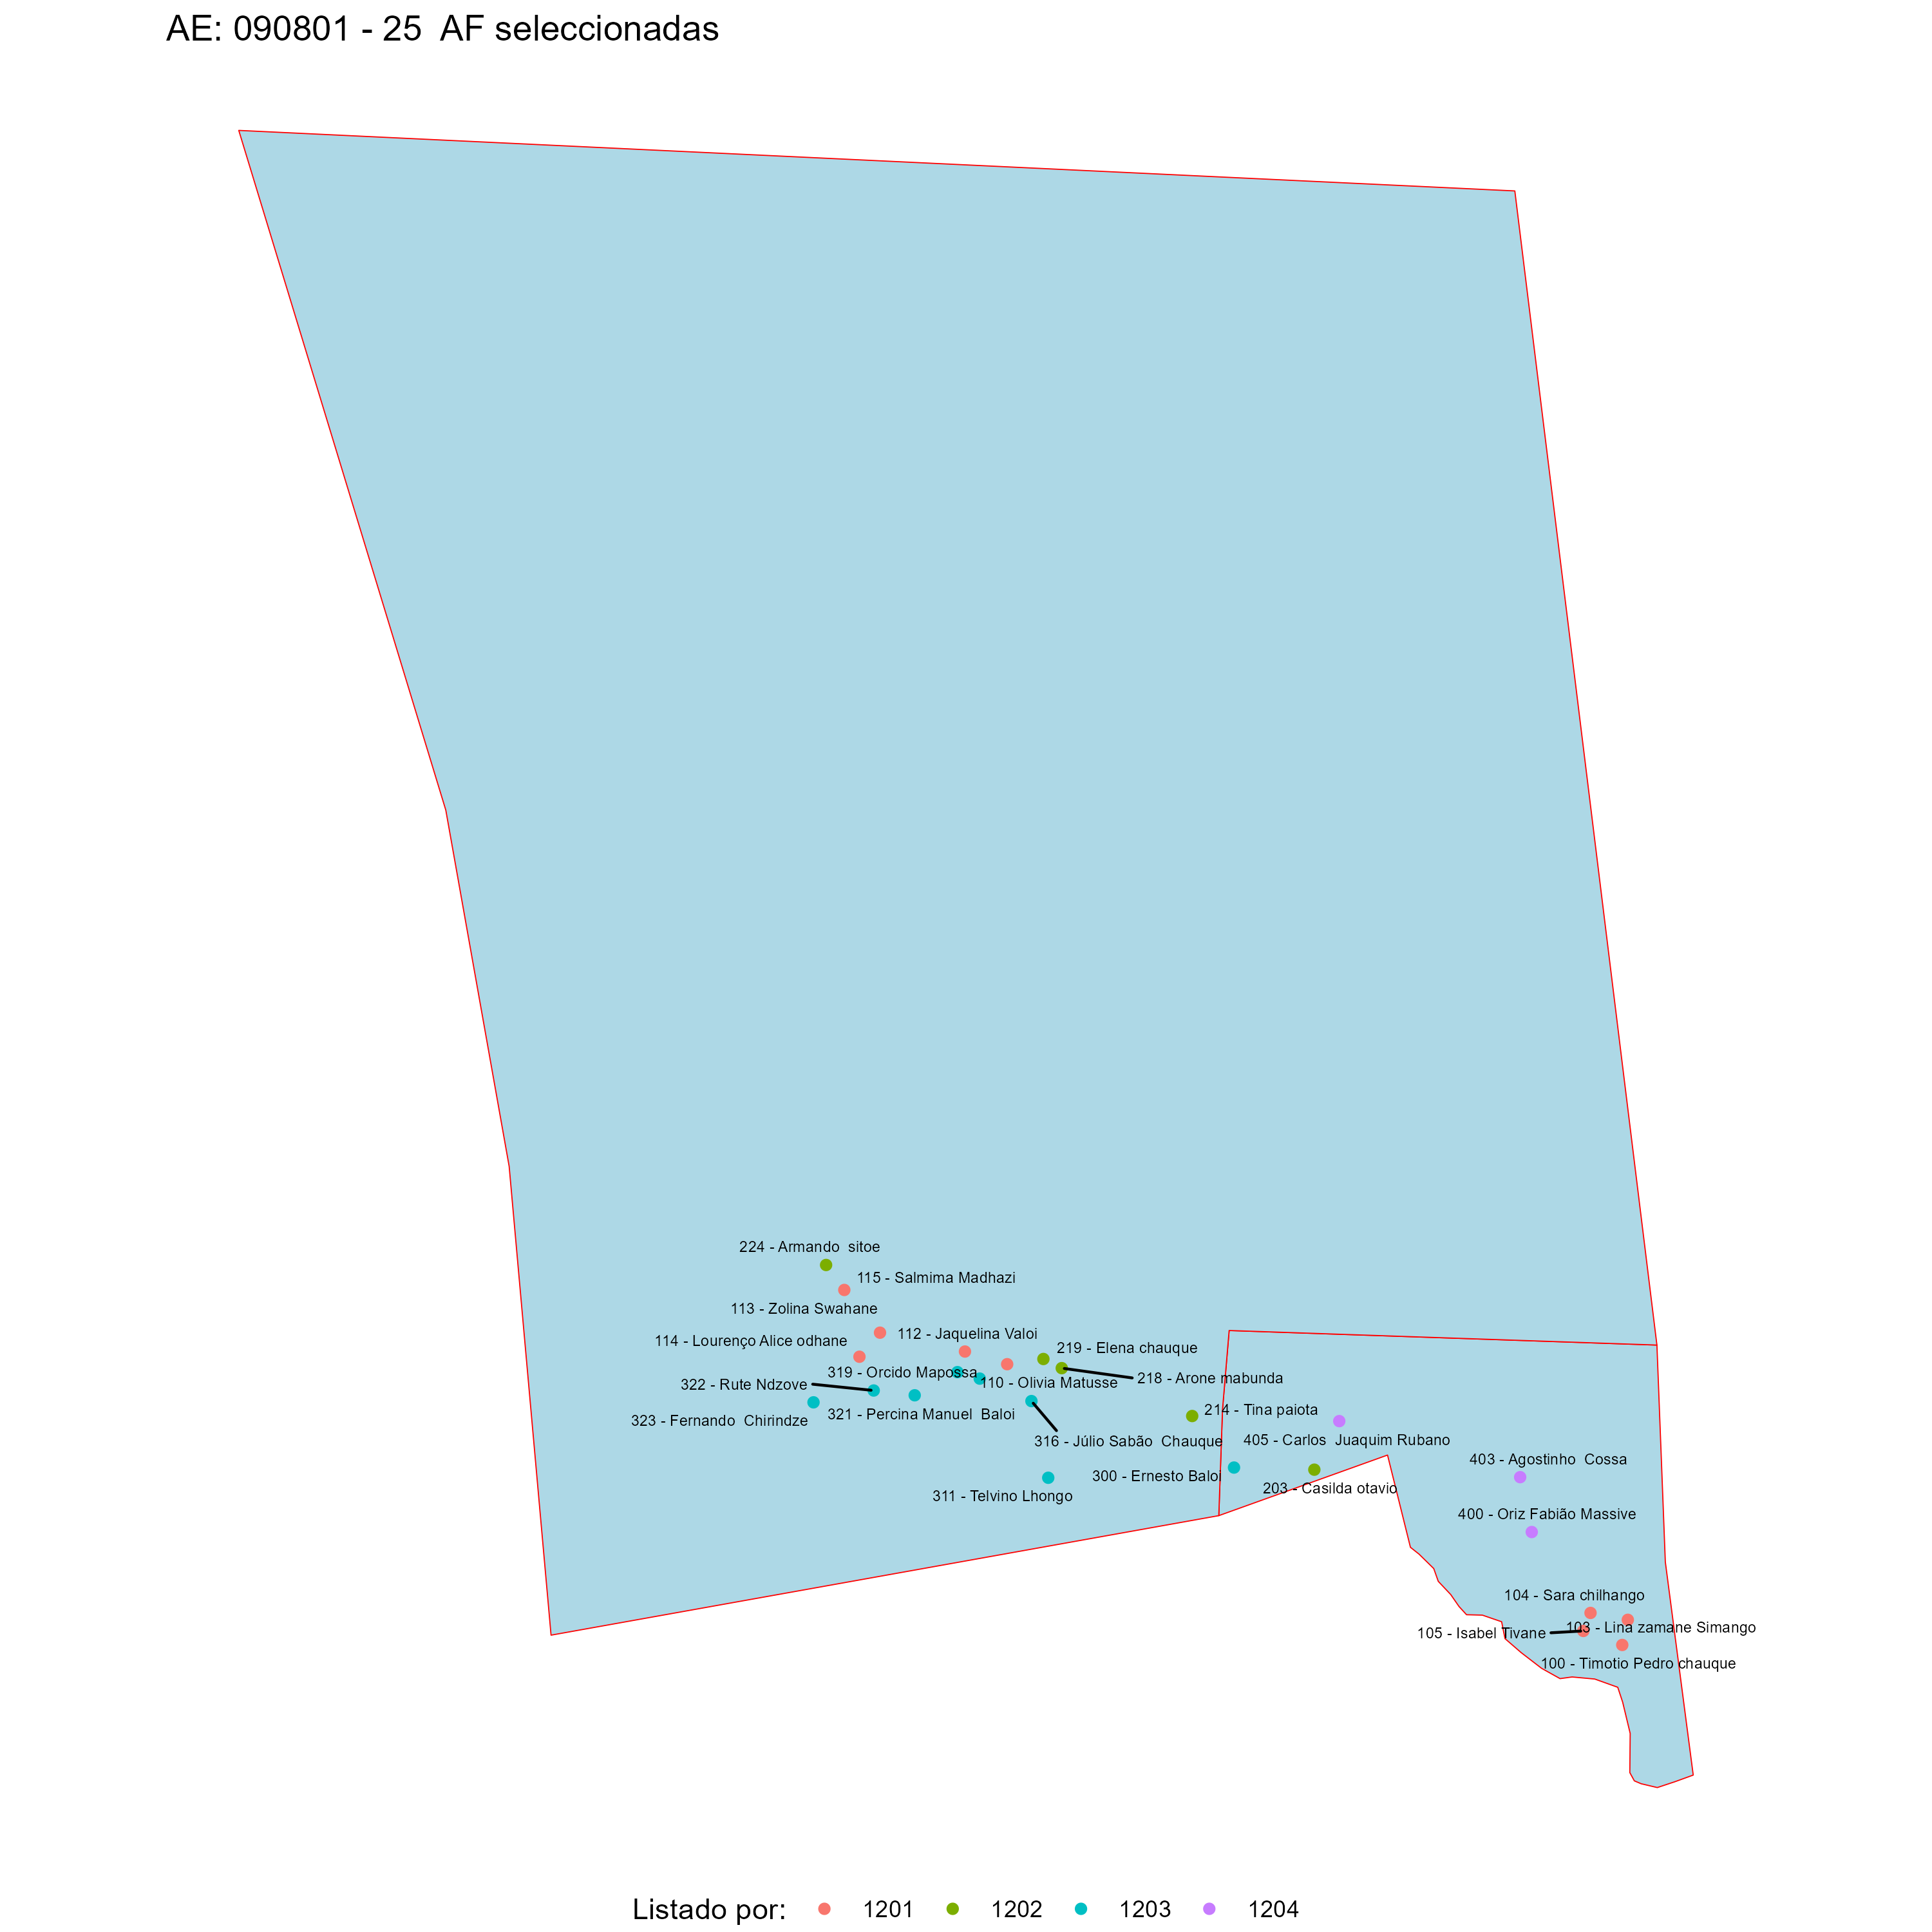 AE: 090801 - 25  AF seleccionadas
224 - Armando  sitoe
115 - Salmima Madhazi
113 - Zolina Swahane
112 - Jaquelina Valoi
114 - Lourenço Alice odhane
219 - Elena chauque
319 - Orcido Mapossa
218 - Arone mabunda
110 - Olivia Matusse
322 - Rute Ndzove
214 - Tina paiota
321 - Percina Manuel  Baloi
323 - Fernando  Chirindze
405 - Carlos  Juaquim Rubano
316 - Júlio Sabão  Chauque
403 - Agostinho  Cossa
300 - Ernesto Baloi
203 - Casilda otavio
311 - Telvino Lhongo
400 - Oriz Fabião Massive
104 - Sara chilhango
103 - Lina zamane Simango
105 - Isabel Tivane
100 - Timotio Pedro chauque
Listado por: 1201 1202 1203 1204